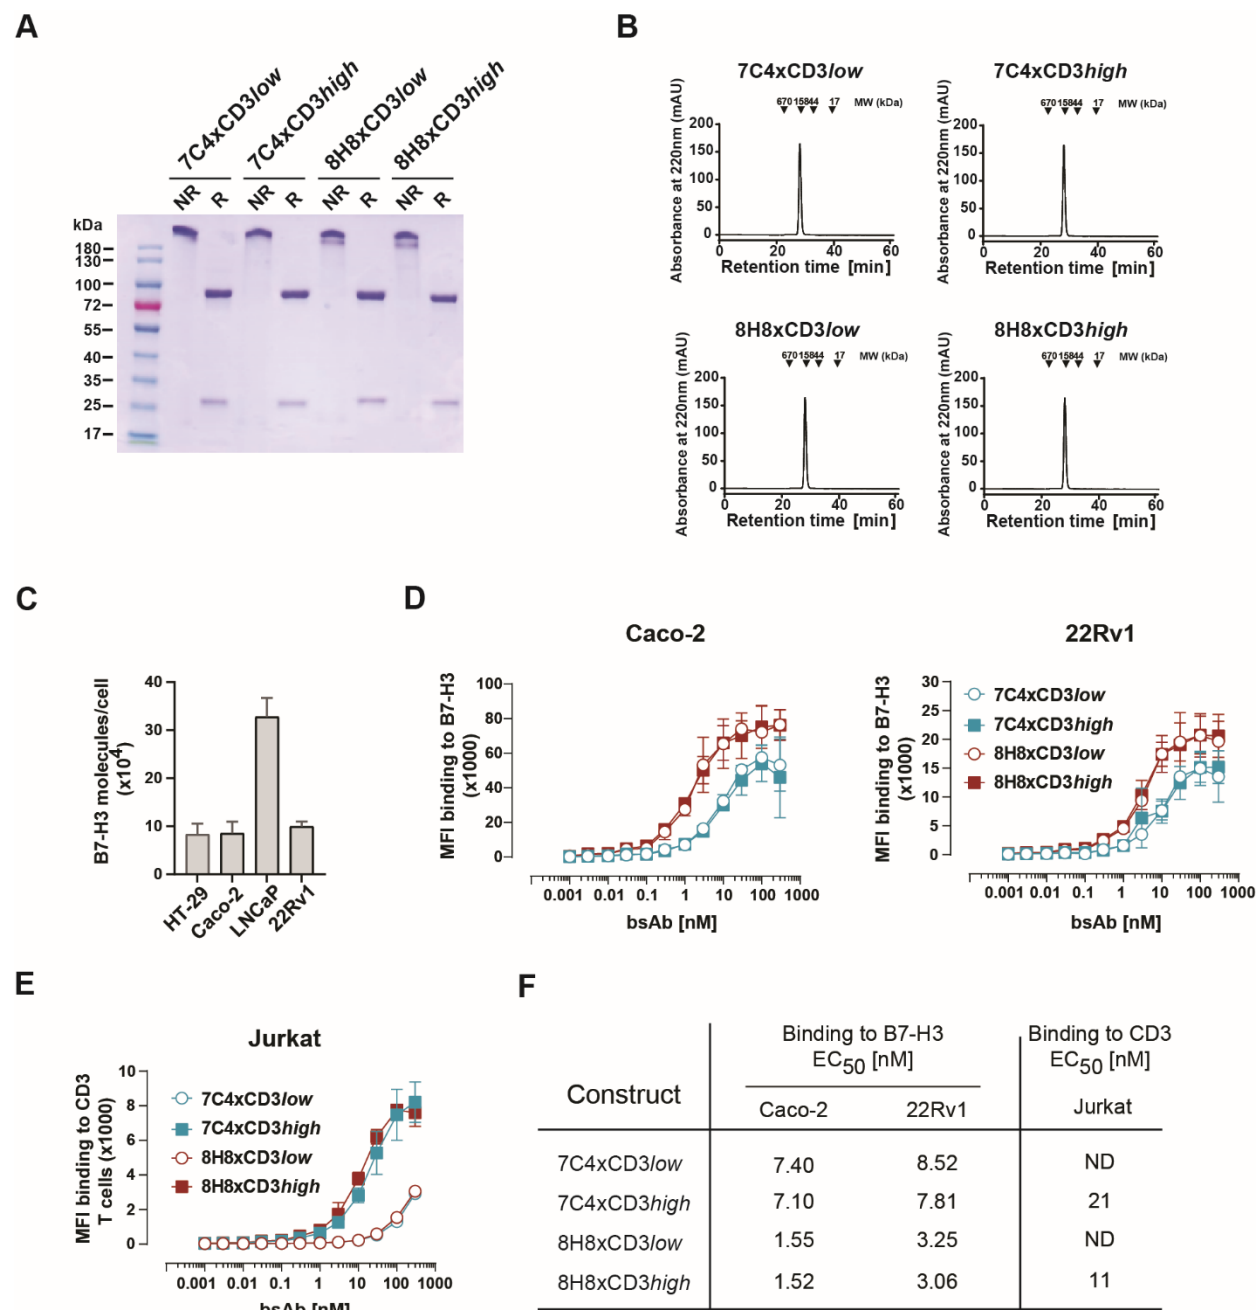 A
7C4xCD3low
7C4xCD3high
8H8xCD3low
8H8xCD3high
NR R NR R NR R NR R
kDa
180
130
100
72
55
40
35
25
17
B
7C4xCD3low
670 15844 17 MW (kDa)
Absorbance at 220nm (mAU)
200
150
100
50
0
0 20 40 60
Retention time [min]
7C4xCD3high
670 15844 17 MW (kDa)
Absorbance at 220nm (mAU)
200
150
100
50
0
0 20 40 60
Retention time [min]
8H8xCD3low
670 15844 17 MW (kDa)
Absorbance at 220nm (mAU)
200
150
100
50
0
0 20 40 60
Retention time [min]
8H8xCD3high
670 15844 17 MW (kDa)
Absorbance at 220nm (mAU)
200
150
100
50
0
0 20 40 60
Retention time [min]
C
B7-H3 molecules/cell
(x10⁴)
40
30
20
10
0
HT-29
Caco-2
LNCaP
22Rv1
D
Caco-2
MFI binding to B7-H3
(x1000)
100
80
60
40
20
0
0.001 0.01 0.1 1 10 100 1000
bsAb [nM]
22Rv1
MFI binding to B7-H3
(x1000)
30
25
20
15
10
5
0
7C4xCD3low
7C4xCD3high
8H8xCD3low
8H8xCD3high
0.001 0.01 0.1 1 10 100 1000
bsAb [nM]
E
Jurkat
MFI binding to CD3
T cells (x1000)
10
8
6
4
2
0
7C4xCD3low
7C4xCD3high
8H8xCD3low
8H8xCD3high
0.001 0.01 0.1 1 10 100 1000
bsAb [nM]
F
Binding to B7-H3 Binding to CD3
EC50 [nM] EC50 [nM]
Construct
Caco-2 22Rv1 Jurkat
7C4xCD3low 7.40 8.52 ND
7C4xCD3high 7.10 7.81 21
8H8xCD3low 1.55 3.25 ND
8H8xCD3high 1.52 3.06 11